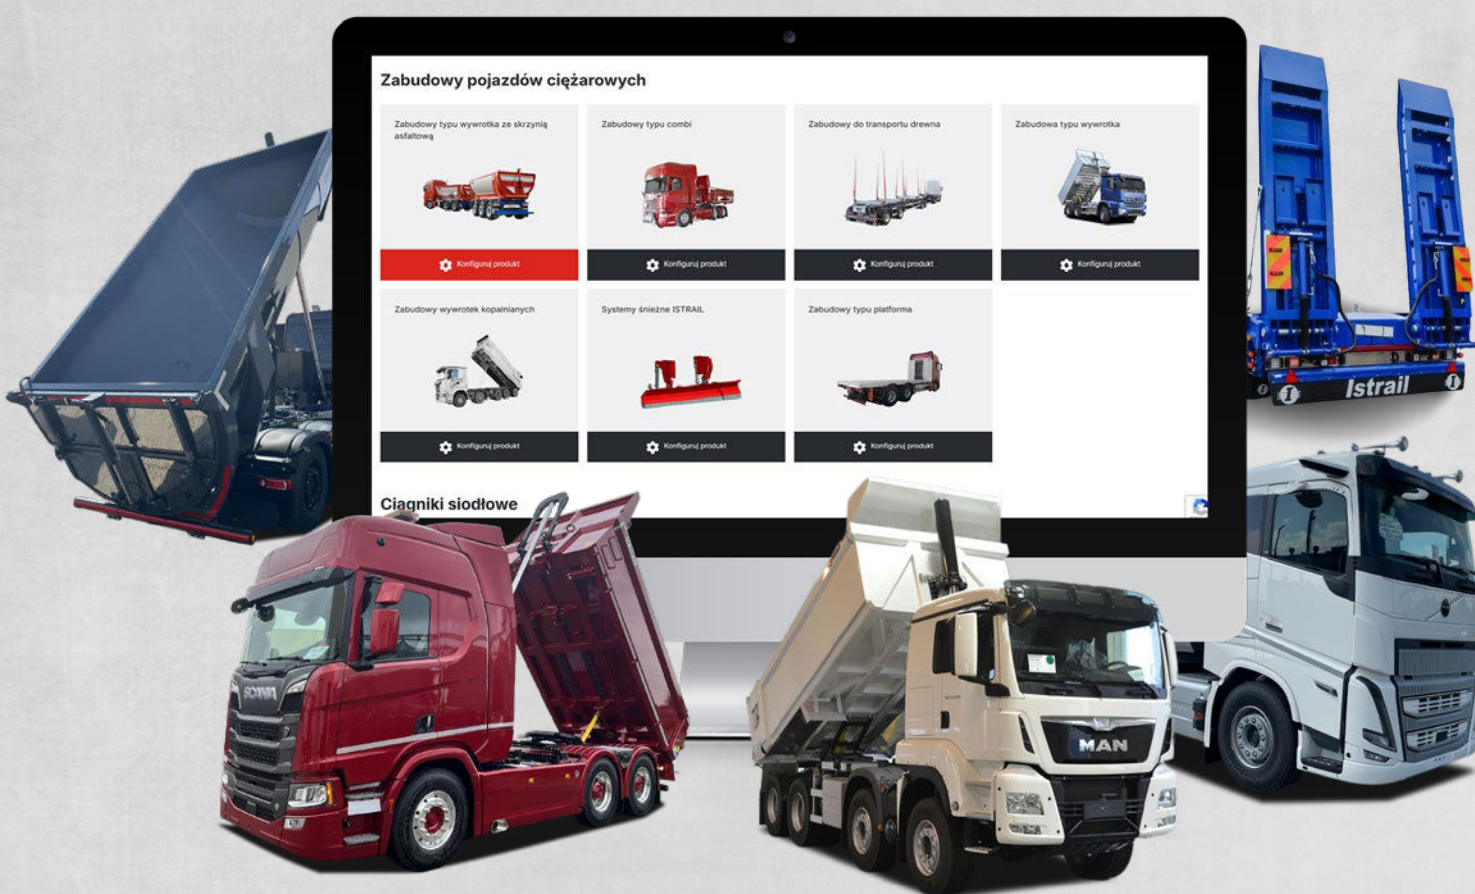 Zabudowy pojazdów ciężarowych
Zabudowy typu wywrotka ze skrzynią
asfaltową
Zabudowy typu combi
Zabudowy do transportu drewna
Zabudowa typu wywrotka
Konfiguruj produkt
Konfiguruj produkt
Konfiguruj produkt
Konfiguruj produkt
Zabudowy wywrotek kopalnianych
Systemy śnieżne ISTRAIL
Zabudowy typu platforma
Konfiguruj produkt
Konfiguruj produkt
Konfiguruj produkt
Ciągniki siodłowe
Istrail
SCANIA
MAN